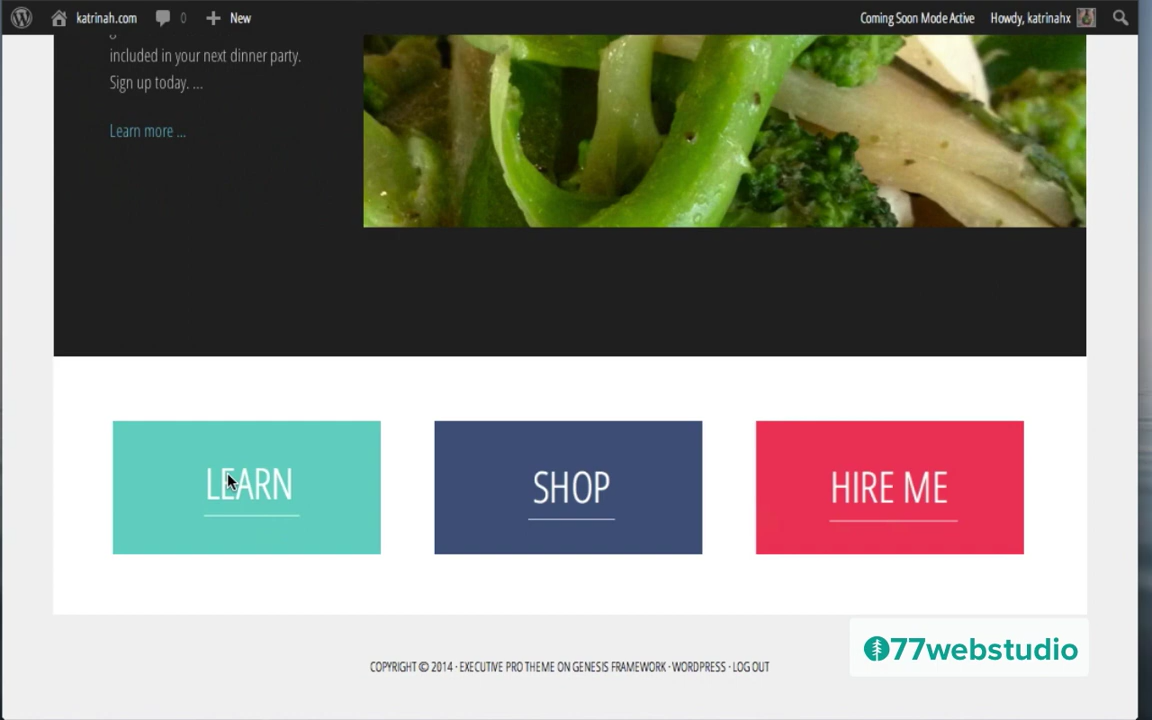 katrinah.com 0 New Coming Soon Mode Active Howdy, katrinahx
included in your next dinner party.
Sign up today. ...
Learn more ...
LEARN
SHOP
HIRE ME
77webstudio
COPYRIGHT © 2014 · EXECUTIVE PRO THEME ON GENESIS FRAMEWORK · WORDPRESS · LOG OUT